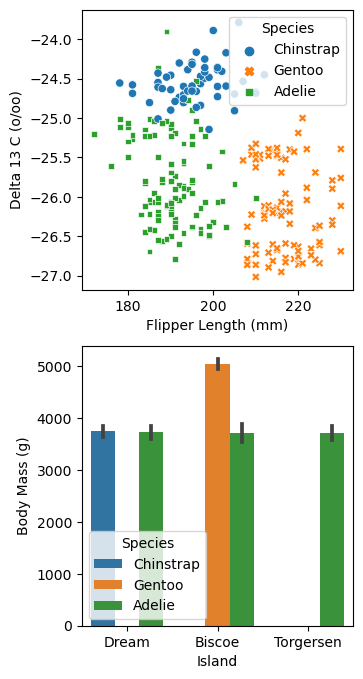 Species
Chinstrap
Gentoo
Adelie
−24.0
−24.5
−25.0
−25.5
−26.0
−26.5
−27.0
Delta 13 C (o/oo)
180
200
220
Flipper Length (mm)
5000
4000
3000
2000
1000
0
Body Mass (g)
Species
Chinstrap
Gentoo
Adelie
Dream
Biscoe
Torgersen
Island